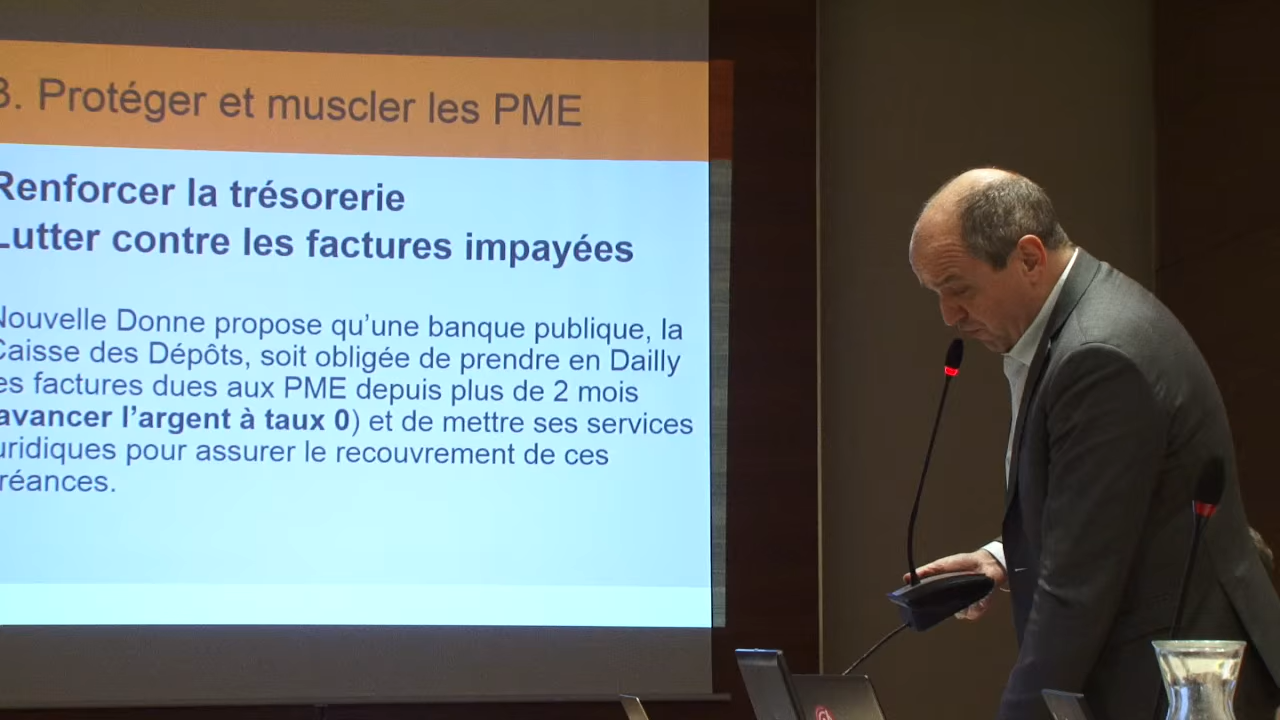 3. Protéger et muscler les PME
Renforcer la trésorerie
Lutter contre les factures impayées
Nouvelle Donne propose qu'une banque publique, la
Caisse des Dépôts, soit obligée de prendre en Dailly
es factures dues aux PME depuis plus de 2 mois
avancer l'argent à taux 0) et de mettre ses services
uridiques pour assurer le recouvrement de ces
réances.